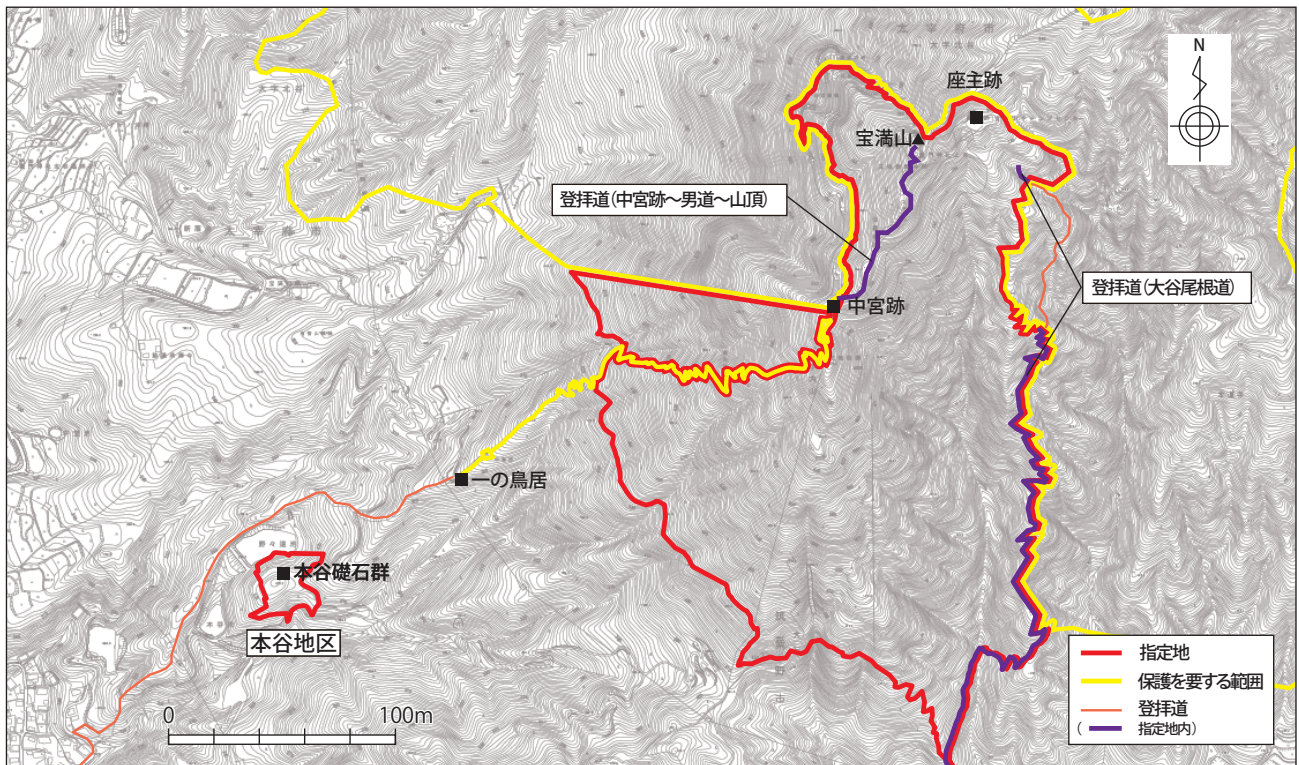 N
座主跡
宝満山
登拝道(中宮跡～男道～山頂)
登拝道(大谷尾根道)
中宮跡
一の鳥居
本谷礎石群
本谷地区
0 100m
指定地
保護を要する範囲
登拝道
( 指定地内)